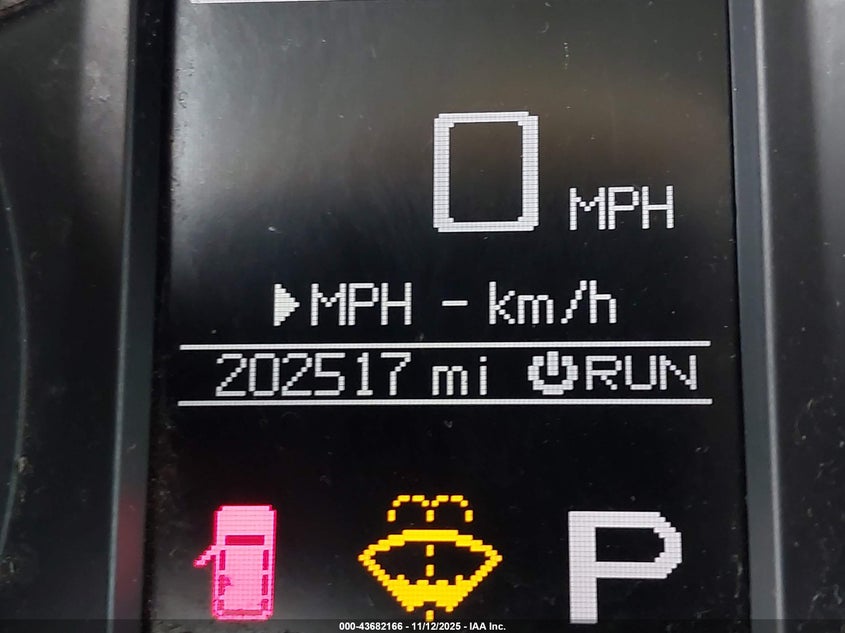 0 MPH
MPH - km/h
202517 mi RUN
P
000-43682166 - 11/12/2025 - IAA Inc.